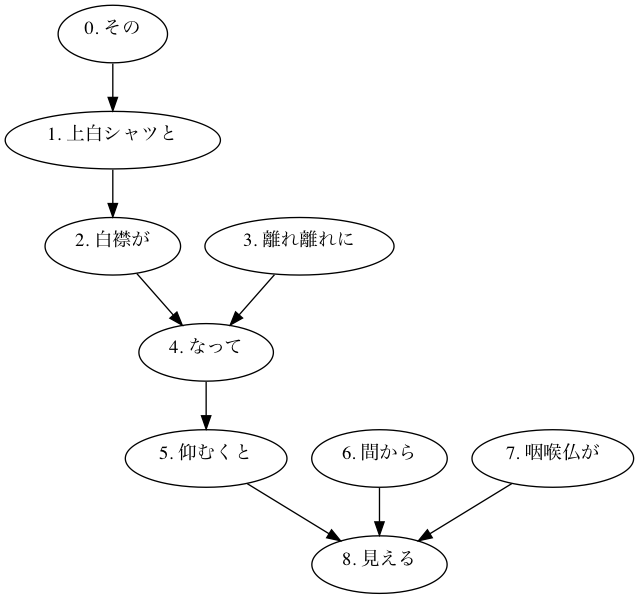 0. その
1. 上白シャツと
2. 白襟が
3. 離れ離れに
4. なって
5. 仰むくと
6. 間から
7. 咽喉仏が
8. 見える